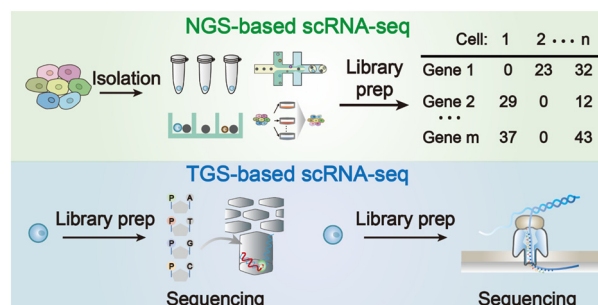 NGS-based scRNA-seq
Isolation
Library
prep
Cell: 1 2 ··· n
Gene 1 0 23 32
Gene 2 29 0 12
···
Gene m 37 0 43
TGS-based scRNA-seq
Library prep
P A
P T
P G
P C
Sequencing
Library prep
Sequencing